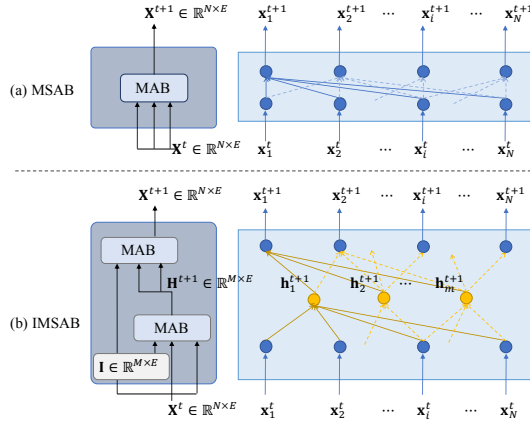 X^{t+1} ∈ ℝ^{N×E}
x_1^{t+1} x_2^{t+1} ⋯ x_i^{t+1} ⋯ x_N^{t+1}
(a) MSAB
MAB
X^t ∈ ℝ^{N×E}
x_1^t x_2^t ⋯ x_i^t ⋯ x_N^t
X^{t+1} ∈ ℝ^{N×E}
x_1^{t+1} x_2^{t+1} ⋯ x_i^{t+1} ⋯ x_N^{t+1}
MAB
H^{t+1} ∈ ℝ^{M×E}
h_1^{t+1} h_2^{t+1} ⋯ h_m^{t+1}
(b) IMSAB
MAB
I ∈ ℝ^{M×E}
X^t ∈ ℝ^{N×E}
x_1^t x_2^t ⋯ x_i^t ⋯ x_N^t